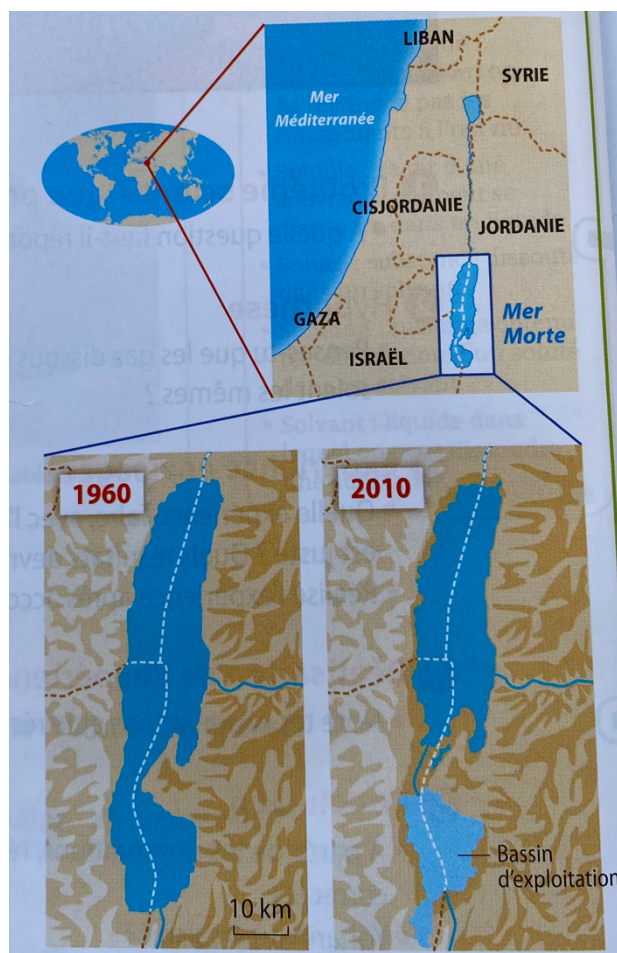 LIBAN
SYRIE
Mer
Méditerranée
CISJORDANIE
JORDANIE
GAZA
Mer
Morte
ISRAËL
1960
2010
Bassin
d'exploitation
10 km